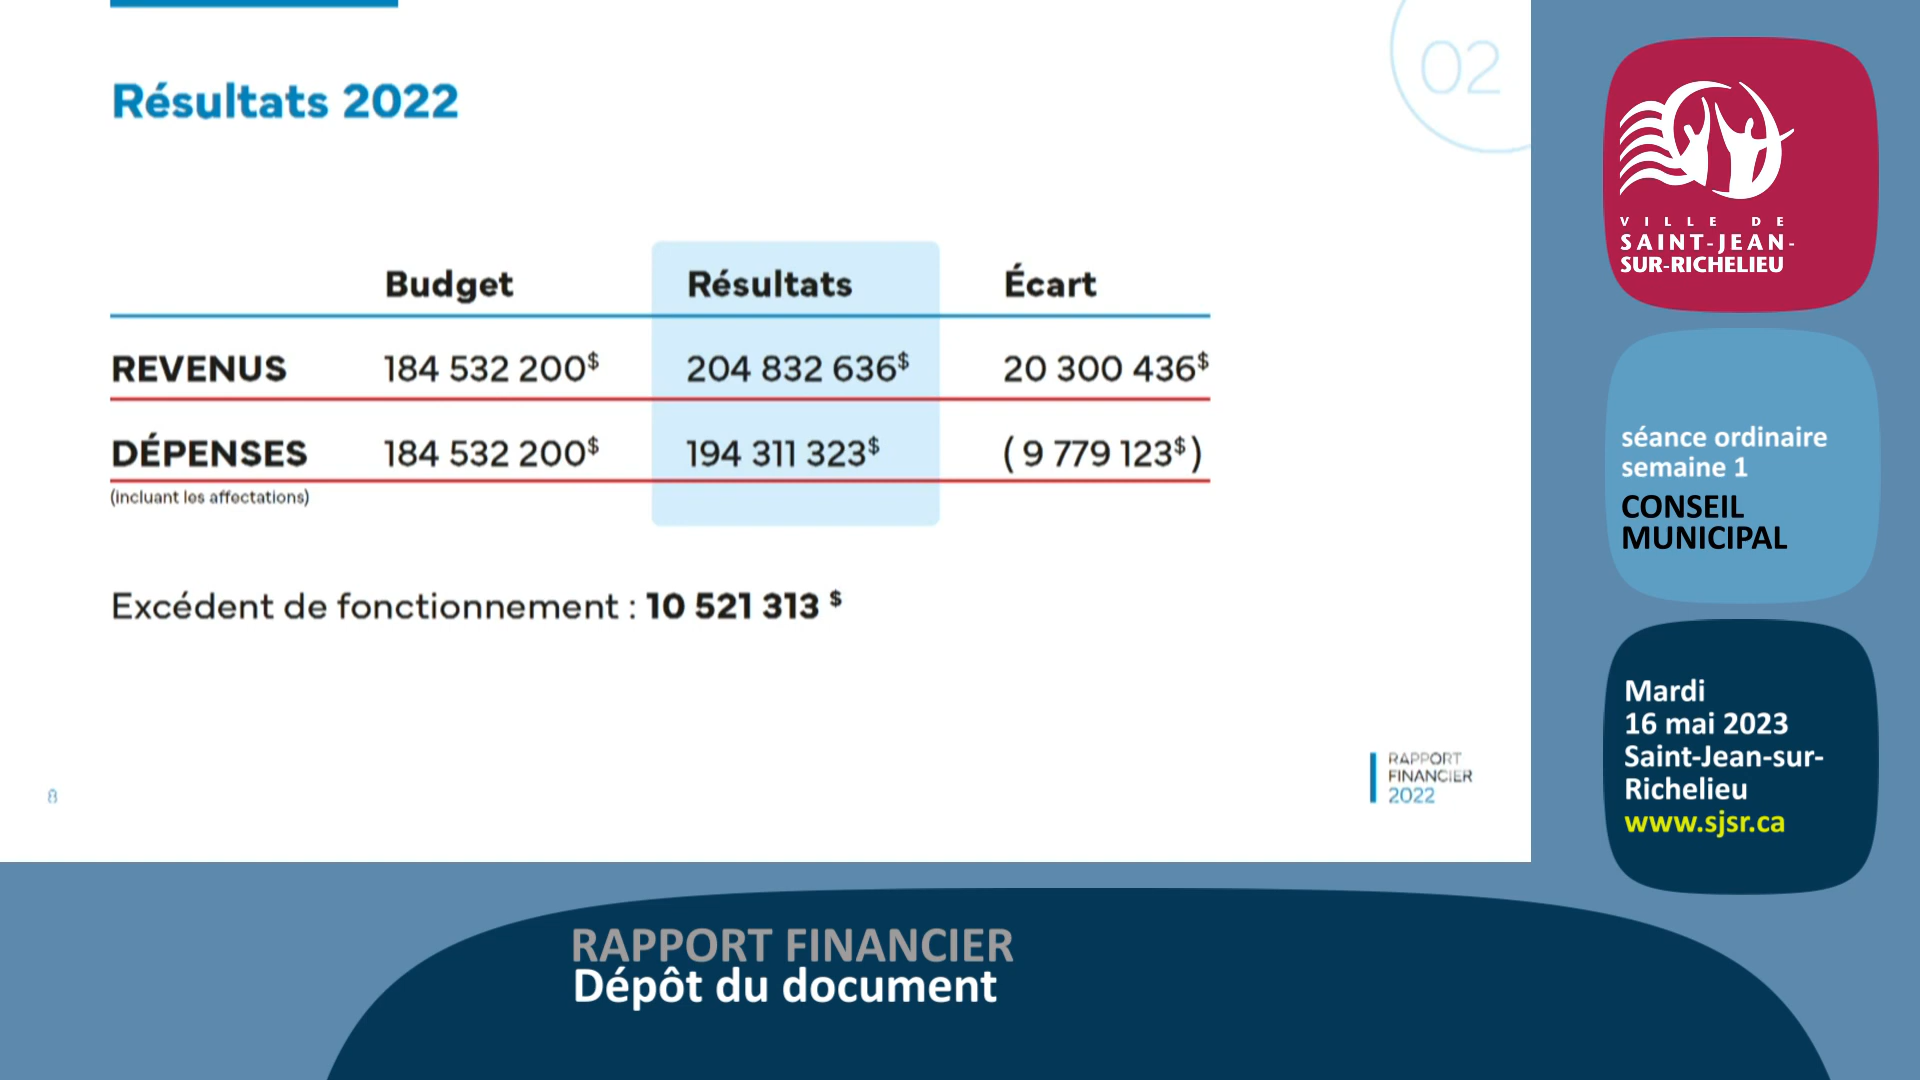 02
Résultats 2022
Budget Résultats Écart
REVENUS 184 532 200$ 204 832 636$ 20 300 436$
DÉPENSES 184 532 200$ 194 311 323$ ( 9 779 123$ )
(incluant les affectations)
Excédent de fonctionnement : 10 521 313 $
RAPPORT
FINANCIER
2022
8
VILLE DE
SAINT-JEAN-
SUR-RICHELIEU
séance ordinaire
semaine 1
CONSEIL
MUNICIPAL
Mardi
16 mai 2023
Saint-Jean-sur-
Richelieu
www.sjsr.ca
RAPPORT FINANCIER
Dépôt du document